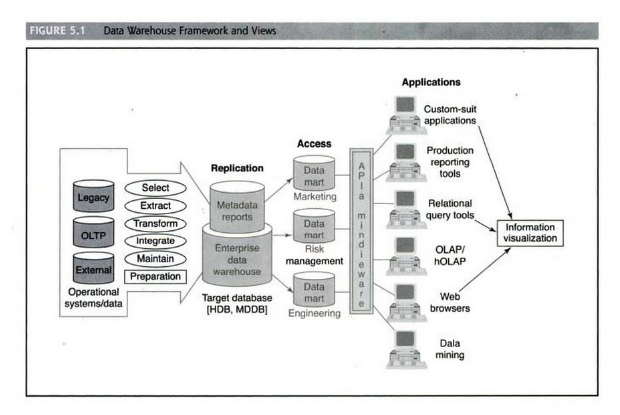 FIGURE 5.1 Data Warehouse Framework and Views
Legacy
OLTP
External
Operational
systems/data
Select
Extract
Transform
Integrate
Maintain
Preparation
Replication
Metadata
reports
Enterprise
data
warehouse
Target database
[HDB, MDDB]
Access
Data
mart
Marketing
Data
mart
Risk
management
Data
mart
Engineering
A
P
I
a
m
i
n
d
l
e
w
a
r
e
Applications
Custom-suit
applications
Production
reporting
tools
Relational
query tools
OLAP/
hOLAP
Web
browsers
Dala
mining
Information
visualization